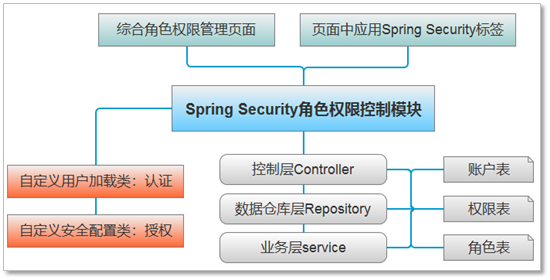 综合角色权限管理页面
页面中应用Spring Security标签
Spring Security角色权限控制模块
自定义用户加载类：认证
自定义安全配置类：授权
控制层Controller
数据仓库层Repository
业务层service
账户表
权限表
角色表